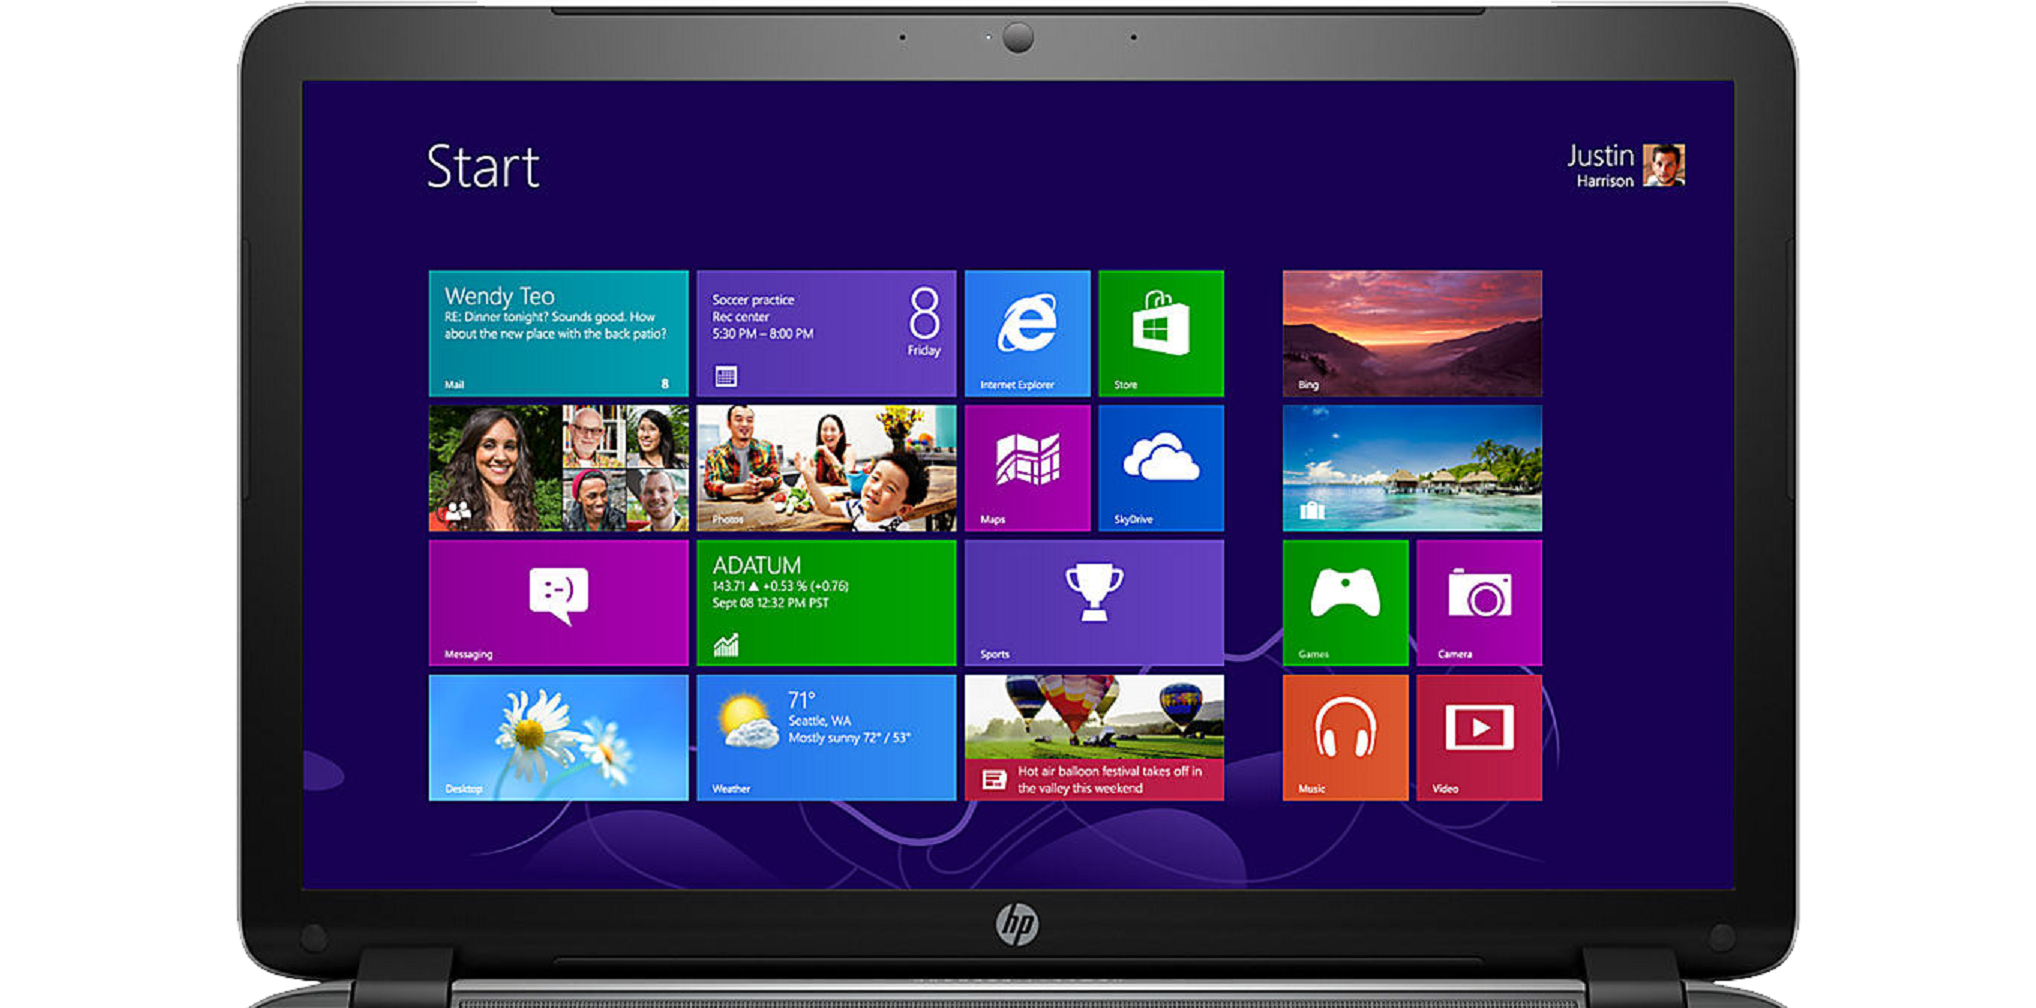 Start
Justin
Harrison
Wendy Teo
RE: Dinner tonight? Sounds good. How
about the new place with the back patio?
Mail
8
Soccer practice
Rec center
5:30 PM – 8:00 PM
8
Friday
Internet Explorer
Store
Bing
Photos
Maps
SkyDrive
:-)
Messaging
ADATUM
143.71 ▲ +0.53 % (+0.76)
Sept 08 12:32 PM PST
Sports
Games
Camera
Desktop
71°
Seattle, WA
Mostly sunny 72° / 53°
Weather
Hot air balloon festival takes off in
the valley this weekend
Music
Video
hp